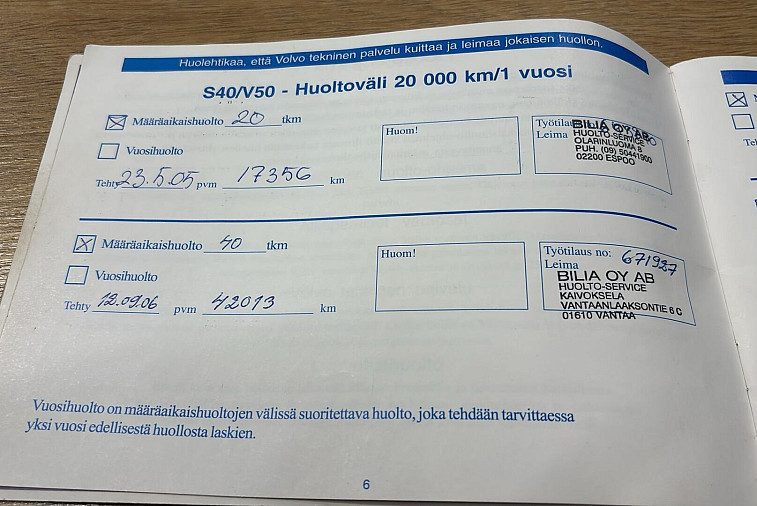 Huolehtikaa, että Volvo tekninen palvelu kuittaa ja leimaa jokaisen huollon.
S40/V50 - Huoltoväli 20 000 km/1 vuosi
Määräaikaishuolto 20 tkm
Vuosihuolto
Tehty 23.5.05 pvm 17356 km
Huom!
Leima
BILIA OY AB
HUOLTO-SERVICE
OLARINLUOMA 8
PUH. (09) 50441900
02200 ESPOO
Määräaikaishuolto 40 tkm
Vuosihuolto
Tehty 12.09.06 pvm 42013 km
Huom!
Työtilaus no: 671927
Leima
BILIA OY AB
HUOLTO-SERVICE
KAIVOKSELA
VANTAANLAAKSONTIE 6 C
01610 VANTAA
Vuosihuolto on määräaikaishuoltojen välissä suoritettava huolto, joka tehdään tarvittaessa
yksi vuosi edellisestä huollosta laskien.
6